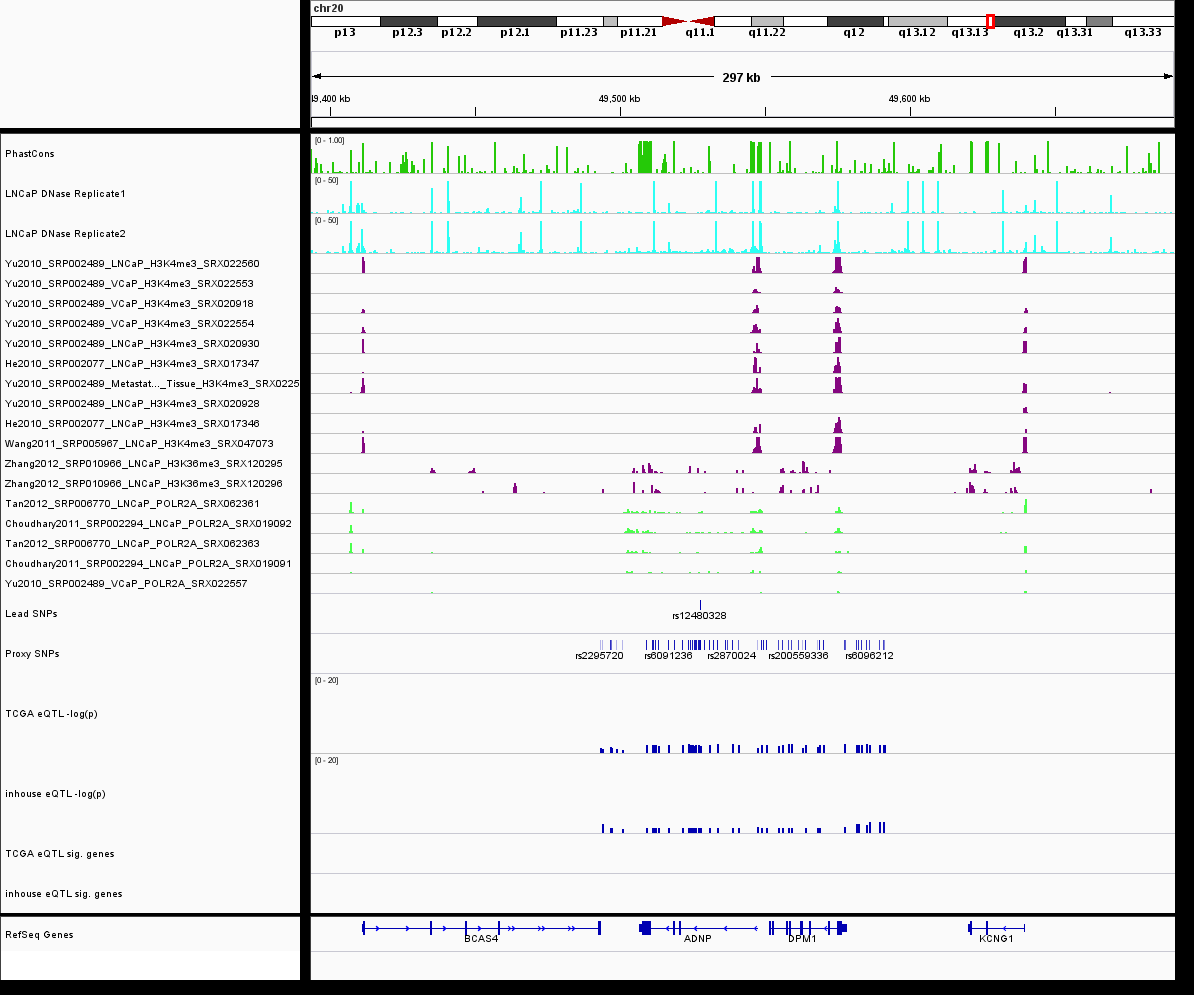 chr20
p13 p12.3 p12.2 p12.1 p11.23 p11.21 q11.1 q11.22 q12 q13.12 q13.13 q13.2 q13.31 q13.33
297 kb
49,400 kb 49,500 kb 49,600 kb
PhastCons [0 - 1.00]
LNCaP DNase Replicate1 [0 - 50]
LNCaP DNase Replicate2 [0 - 50]
Yu2010_SRP002489_LNCaP_H3K4me3_SRX022560
Yu2010_SRP002489_VCaP_H3K4me3_SRX022553
Yu2010_SRP002489_VCaP_H3K4me3_SRX020918
Yu2010_SRP002489_VCaP_H3K4me3_SRX022554
Yu2010_SRP002489_LNCaP_H3K4me3_SRX020930
He2010_SRP002077_LNCaP_H3K4me3_SRX017347
Yu2010_SRP002489_Metastat..._Tissue_H3K4me3_SRX0225
Yu2010_SRP002489_LNCaP_H3K4me3_SRX020928
He2010_SRP002077_LNCaP_H3K4me3_SRX017346
Wang2011_SRP005967_LNCaP_H3K4me3_SRX047073
Zhang2012_SRP010966_LNCaP_H3K36me3_SRX120295
Zhang2012_SRP010966_LNCaP_H3K36me3_SRX120296
Tan2012_SRP006770_LNCaP_POLR2A_SRX062361
Choudhary2011_SRP002294_LNCaP_POLR2A_SRX019092
Tan2012_SRP006770_LNCaP_POLR2A_SRX062363
Choudhary2011_SRP002294_LNCaP_POLR2A_SRX019091
Yu2010_SRP002489_VCaP_POLR2A_SRX022557
Lead SNPs
rs12480328
Proxy SNPs
rs2295720 rs6091236 rs2870024 rs200559336 rs6096212
[0 - 20]
TCGA eQTL -log(p)
[0 - 20]
inhouse eQTL -log(p)
TCGA eQTL sig. genes
inhouse eQTL sig. genes
RefSeq Genes
BCAS4 ADNP DPM1 KCNG1